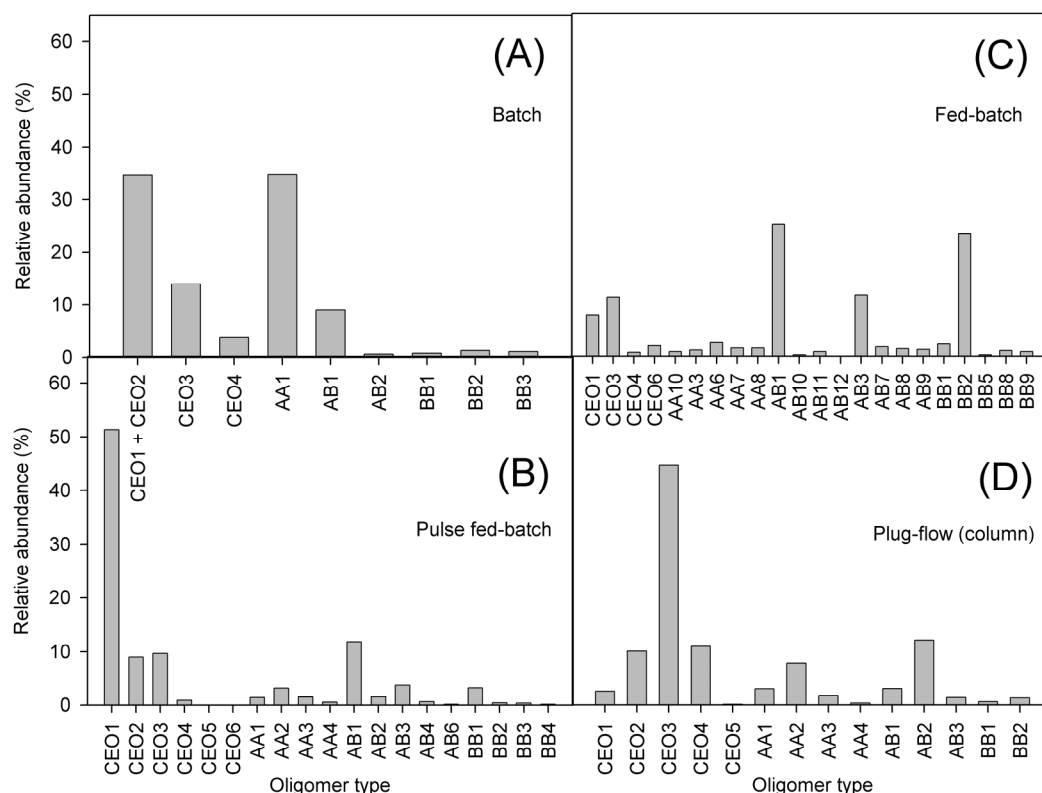 (A)
Batch
Relative abundance (%)
60
50
40
30
20
10
0
CEO1 + CEO2
CEO3
CEO4
AA1
AB1
AB2
BB1
BB2
BB3
(C)
Fed-batch
CEO1
CEO3
CEO4
CEO6
AA10
AA3
AA6
AA7
AA8
AB1
AB10
AB11
AB12
AB3
AB7
AB8
AB9
BB1
BB2
BB5
BB8
BB9
(B)
Pulse fed-batch
Relative abundance (%)
60
50
40
30
20
10
0
CEO1
CEO2
CEO3
CEO4
CEO5
CEO6
AA1
AA2
AA3
AA4
AB1
AB2
AB3
AB4
AB6
BB1
BB2
BB3
BB4
Oligomer type
(D)
Plug-flow (column)
CEO1
CEO2
CEO3
CEO4
CEO5
AA1
AA2
AA3
AA4
AB1
AB2
AB3
BB1
BB2
Oligomer type